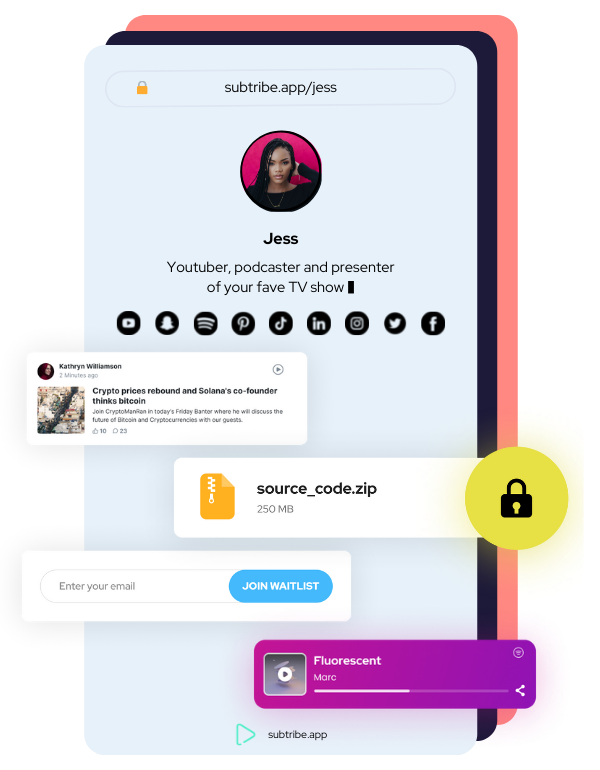 subtribe.app/jess
Jess
Youtuber, podcaster and presenter
of your fave TV show
Kathryn Williamson
2 Minutes ago
Crypto prices rebound and Solana's co-founder
thinks bitcoin
Join CryptoManRan in today's Friday Banter where he will discuss the
future of Bitcoin and Cryptocurrencies with our guests.
10 23
source_code.zip
250 MB
Enter your email JOIN WAITLIST
Fluorescent
Marc
subtribe.app